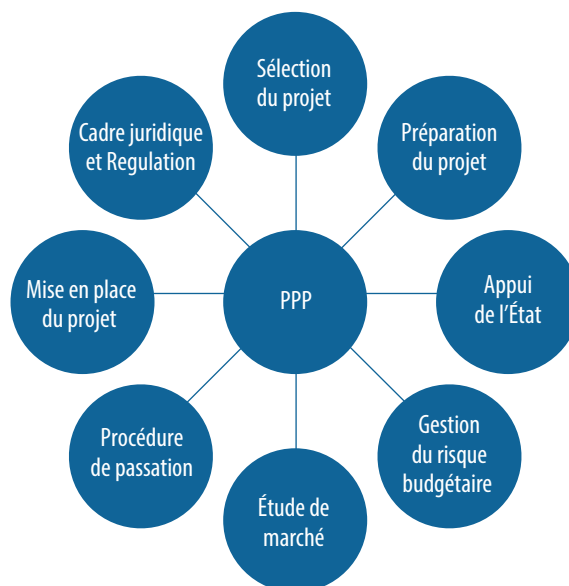 Sélection
du projet
Cadre juridique
et Regulation
Préparation
du projet
Mise en place
du projet
PPP
Appui
de l'État
Procédure
de passation
Gestion
du risque
budgétaire
Étude de
marché